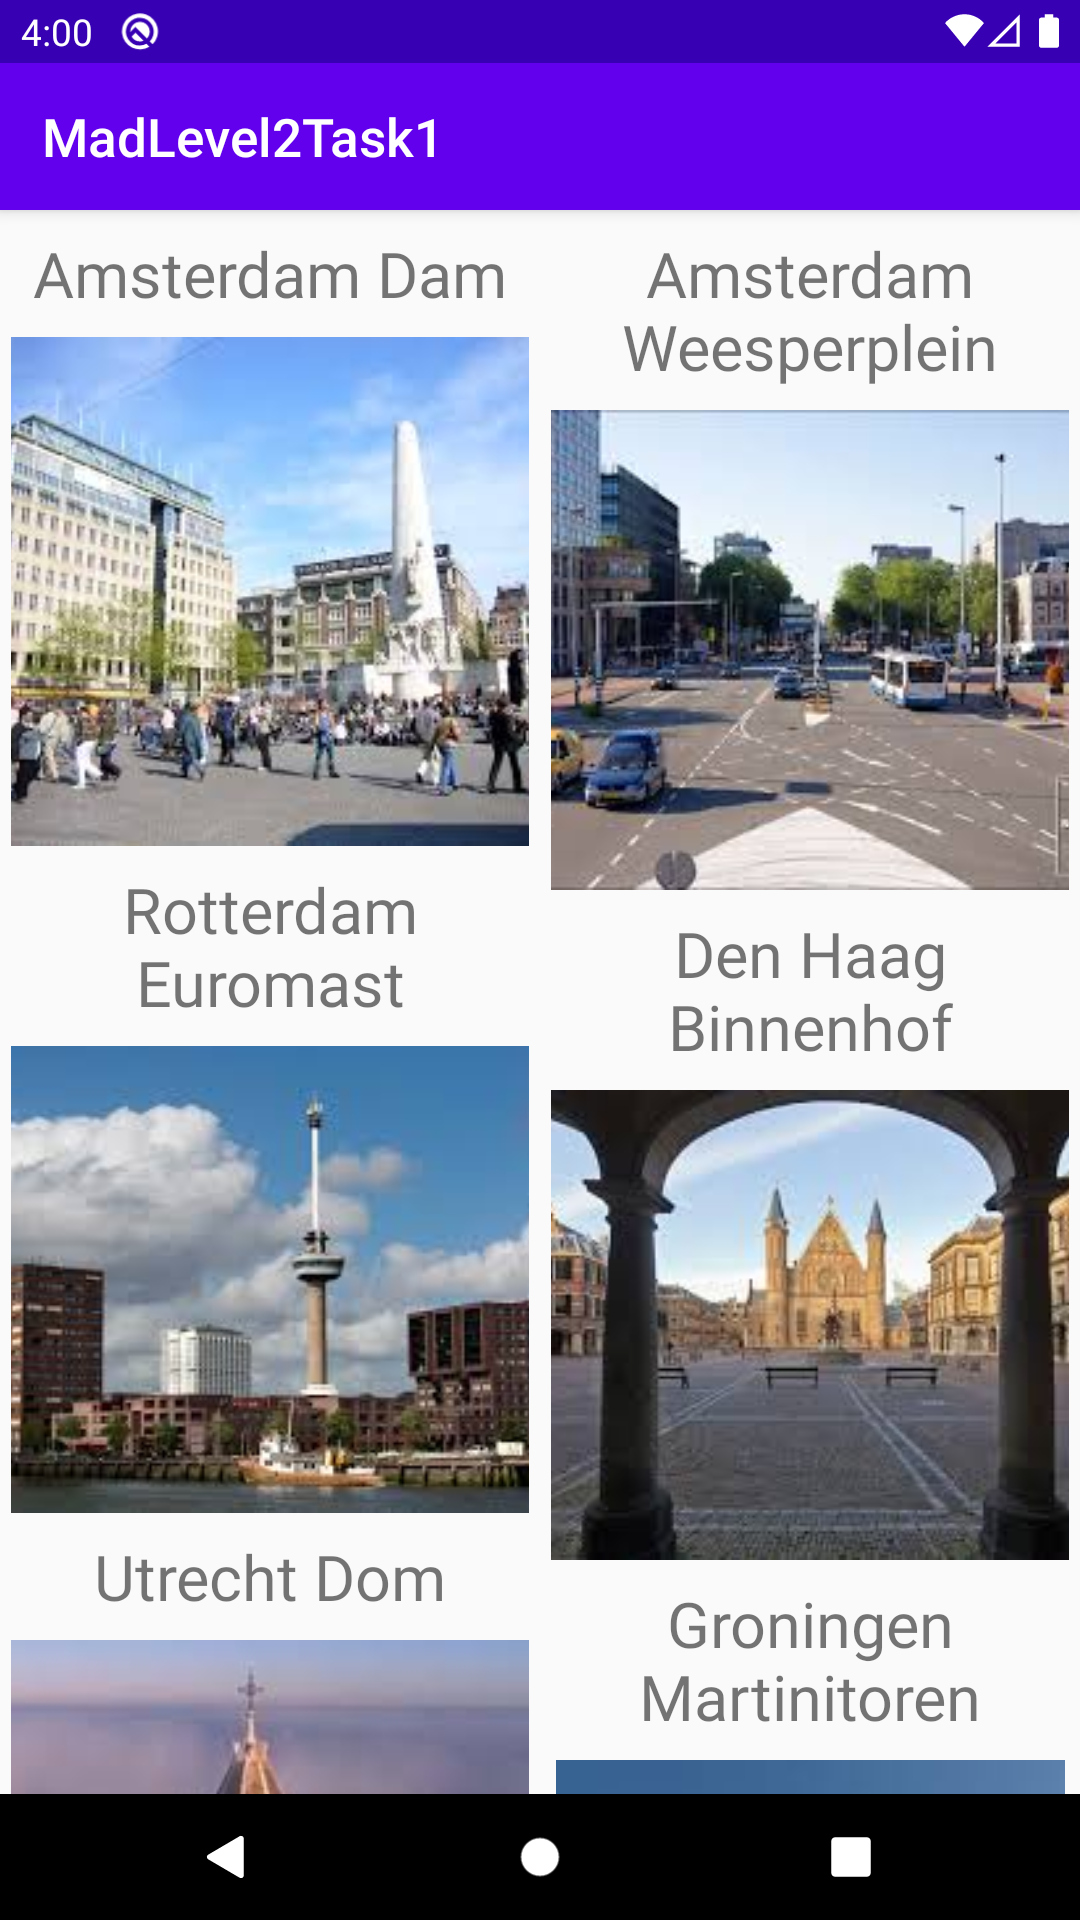 4:00
MadLevel2Task1
Amsterdam Dam
Amsterdam
Weesperplein
Rotterdam
Euromast
Den Haag
Binnenhof
Utrecht Dom
Groningen
Martinitoren